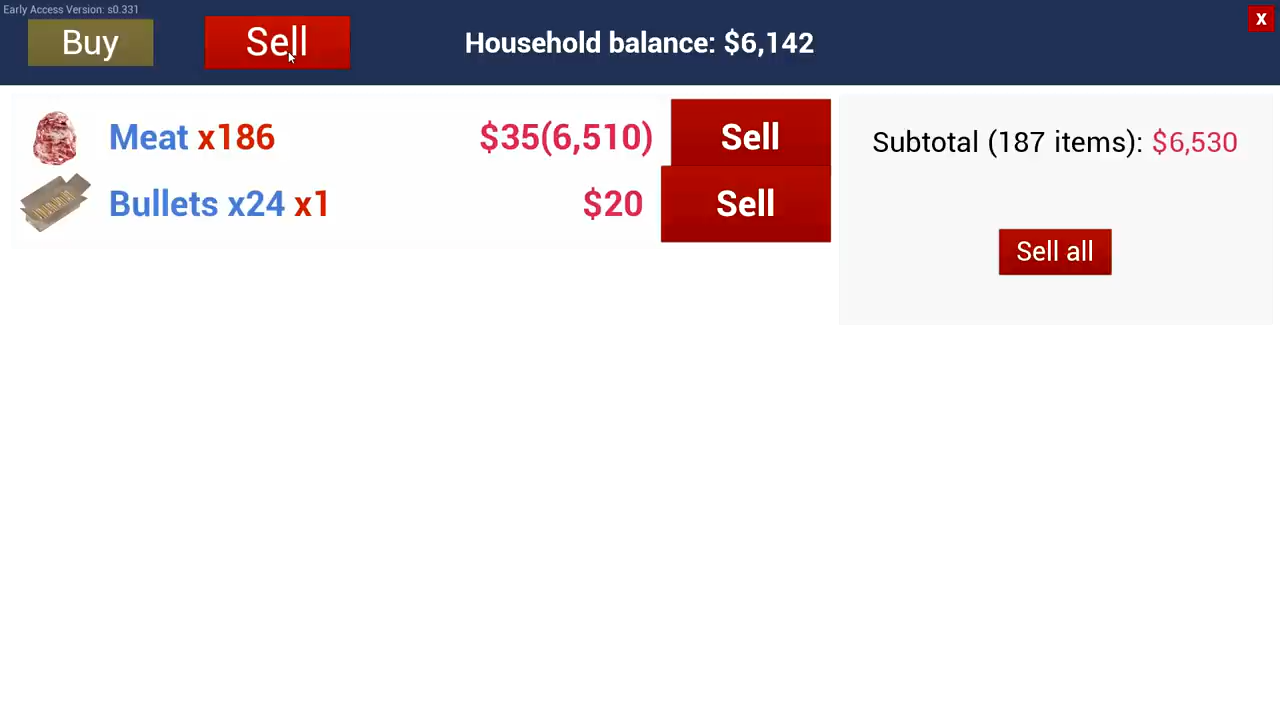 Early Access Version: s0.331
Buy
Sell
Household balance: $6,142
X
Meat x186
$35(6,510)
Sell
Bullets x24 x1
$20
Sell
Subtotal (187 items): $6,530
Sell all